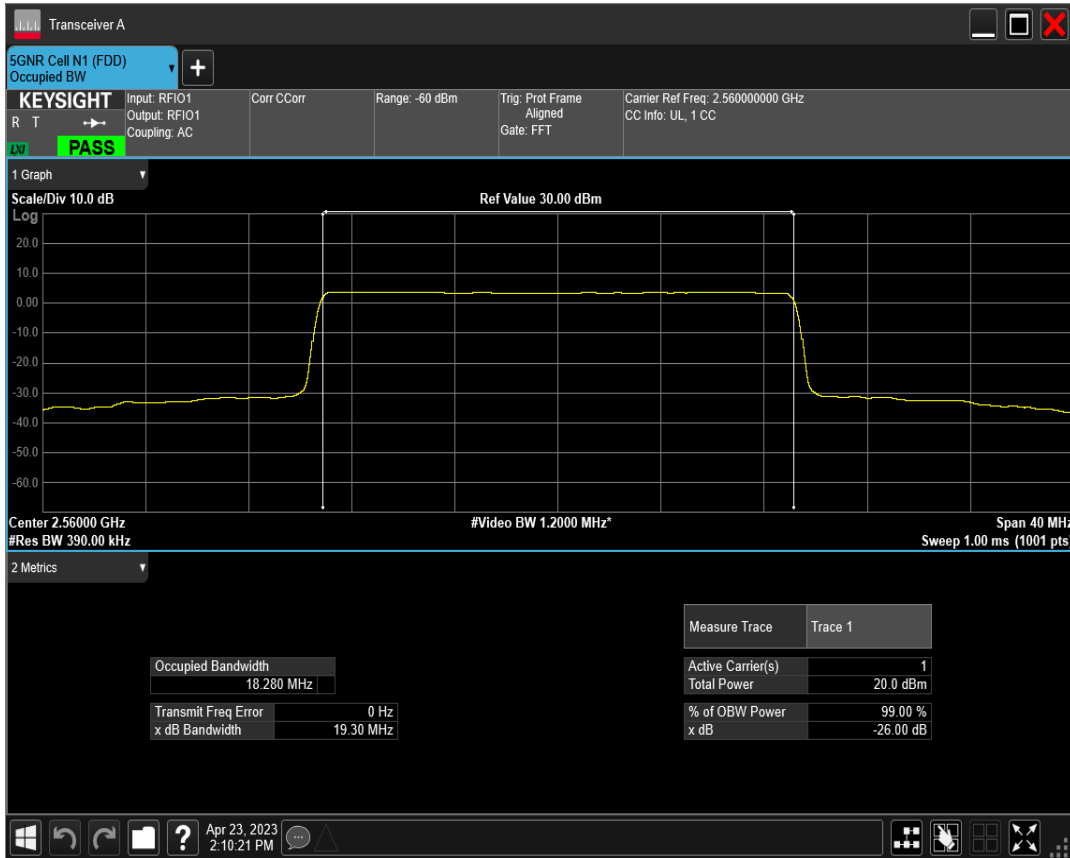 Transceiver A
5GNR Cell N1 (FDD)
Occupied BW
+
KEYSIGHT
R T
LXI
PASS
Input: RFIO1
Output: RFIO1
Coupling: AC
Corr CCorr
Range: -60 dBm
Trig: Prot Frame
Aligned
Gate: FFT
Carrier Ref Freq: 2.560000000 GHz
CC Info: UL, 1 CC
1 Graph
Scale/Div 10.0 dB
Ref Value 30.00 dBm
Log
20.0
10.0
0.00
-10.0
-20.0
-30.0
-40.0
-50.0
-60.0
Center 2.56000 GHz
#Video BW 1.2000 MHz*
Span 40 MHz
#Res BW 390.00 kHz
Sweep 1.00 ms (1001 pts)
2 Metrics
Measure Trace
Trace 1
Occupied Bandwidth
18.280 MHz
Active Carrier(s)
1
Total Power
20.0 dBm
Transmit Freq Error
0 Hz
x dB Bandwidth
19.30 MHz
% of OBW Power
99.00 %
x dB
-26.00 dB
?
Apr 23, 2023
2:10:21 PM